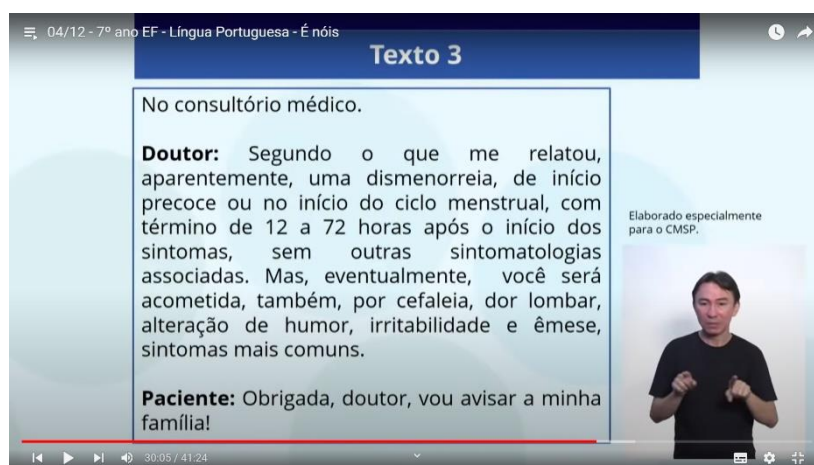 04/12 - 7º ano EF - Língua Portuguesa - É nóis
Texto 3
No consultório médico.
Doutor: Segundo o que me relatou,
aparentemente, uma dismenorreia, de início
precoce ou no início do ciclo menstrual, com
término de 12 a 72 horas após o início dos
sintomas, sem outras sintomatologias
associadas. Mas, eventualmente, você será
acometida, também, por cefaleia, dor lombar,
alteração de humor, irritabilidade e êmese,
sintomas mais comuns.
Paciente: Obrigada, doutor, vou avisar a minha
família!
Elaborado especialmente
para o CMSP.
30:05 / 41:24